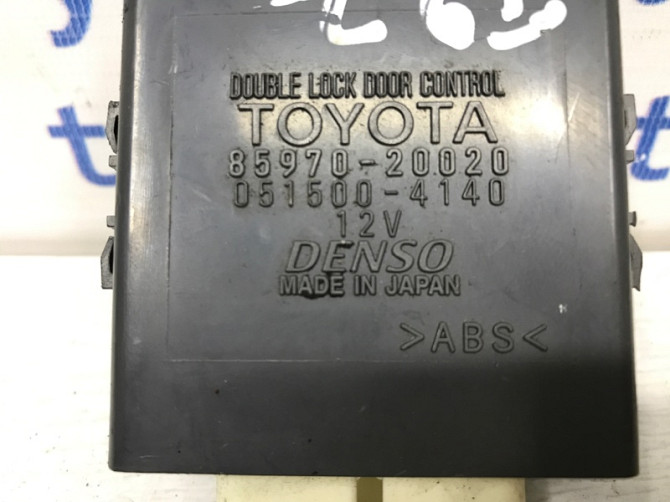 DOUBLE LOCK DOOR CONTROL
TOYOTA
85970-20020
051500-4140
12V
DENSO
MADE IN JAPAN
>ABS<